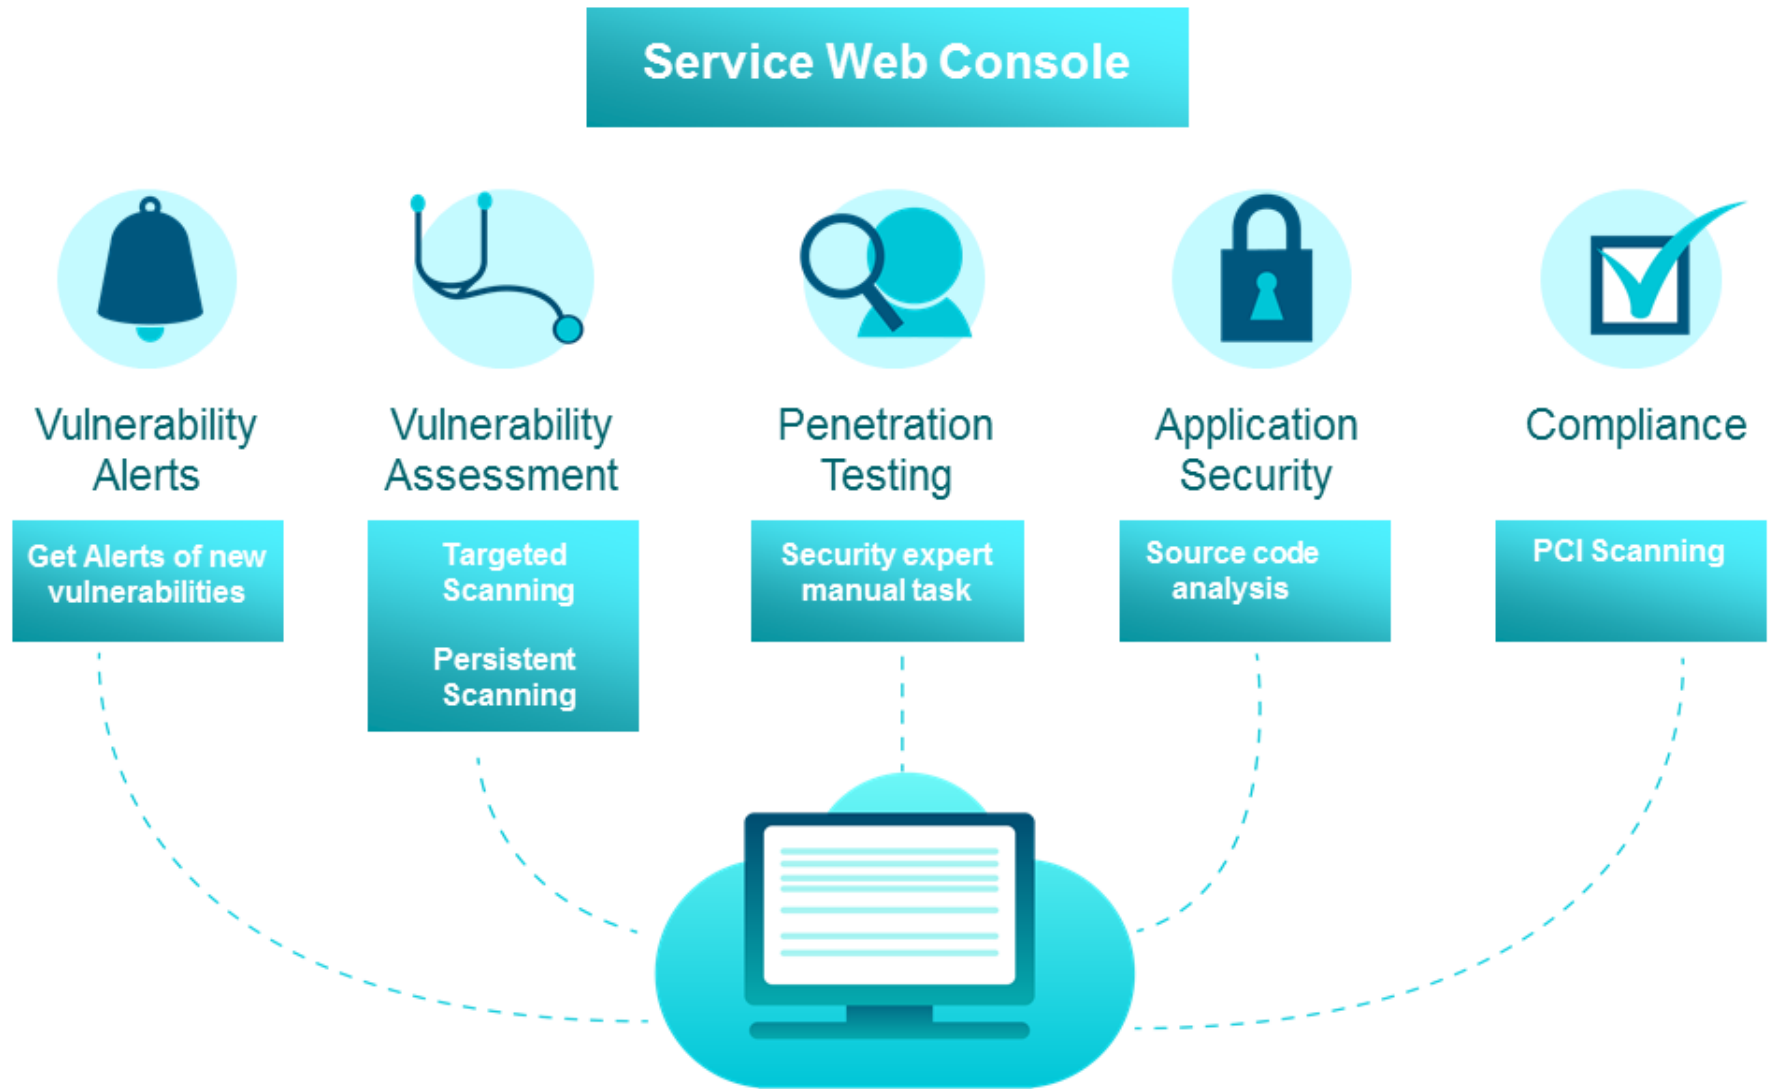 Service Web Console
Vulnerability
Alerts
Get Alerts of new
vulnerabilities
Vulnerability
Assessment
Targeted
Scanning
Persistent
Scanning
Penetration
Testing
Security expert
manual task
Application
Security
Source code
analysis
Compliance
PCI Scanning